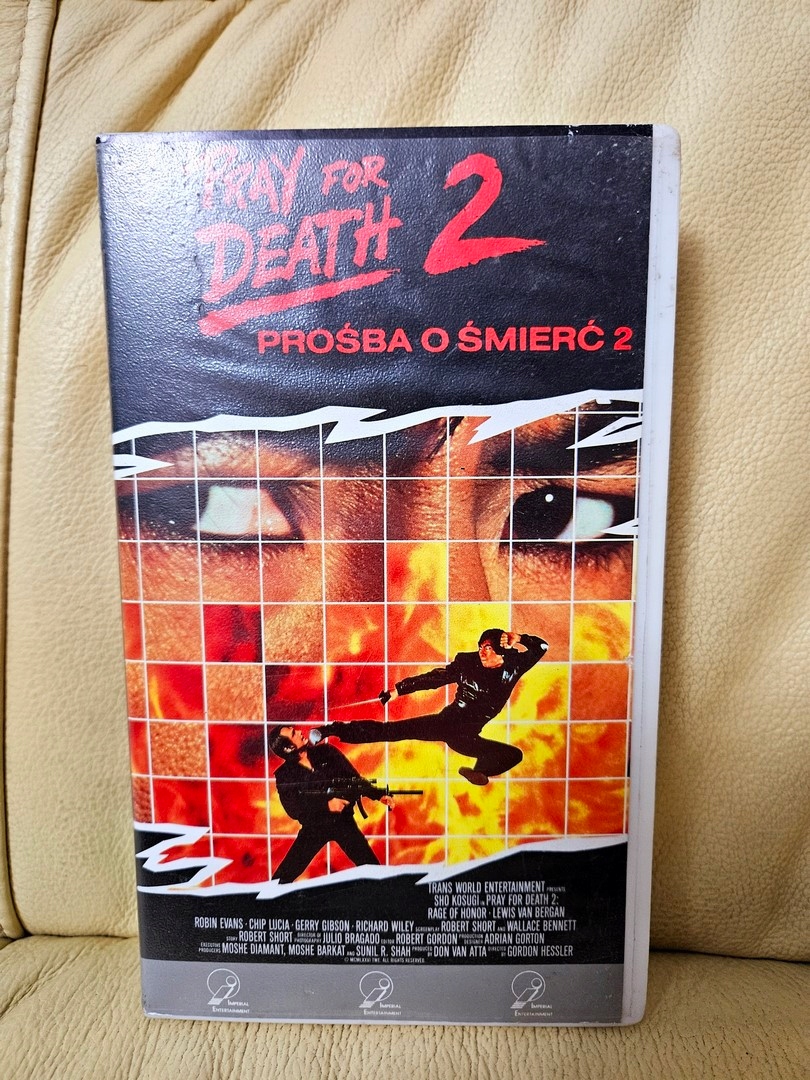 PRAY FOR
DEATH 2
PROŚBA O ŚMIERĆ 2
TRANS WORLD ENTERTAINMENT PRESENTS
SHO KOSUGI IN PRAY FOR DEATH 2:
RAGE OF HONOR · LEWIS VAN BERGAN
ROBIN EVANS · CHIP LUCIA · GERRY GIBSON · RICHARD WILEY SCREENPLAY BY ROBERT SHORT AND WALLACE BENNETT
STORY BY ROBERT SHORT DIRECTOR OF PHOTOGRAPHY JULIO BRAGADO EDITOR ROBERT GORDON PRODUCTION DESIGNER ADRIAN GORTON
EXECUTIVE PRODUCERS MOSHE DIAMANT, MOSHE BARKAT AND SUNIL R. SHAH PRODUCED BY DON VAN ATTA DIRECTED BY GORDON HESSLER
ALL RIGHTS RESERVED.
IMPERIAL ENTERTAINMENT IMPERIAL ENTERTAINMENT IMPERIAL ENTERTAINMENT